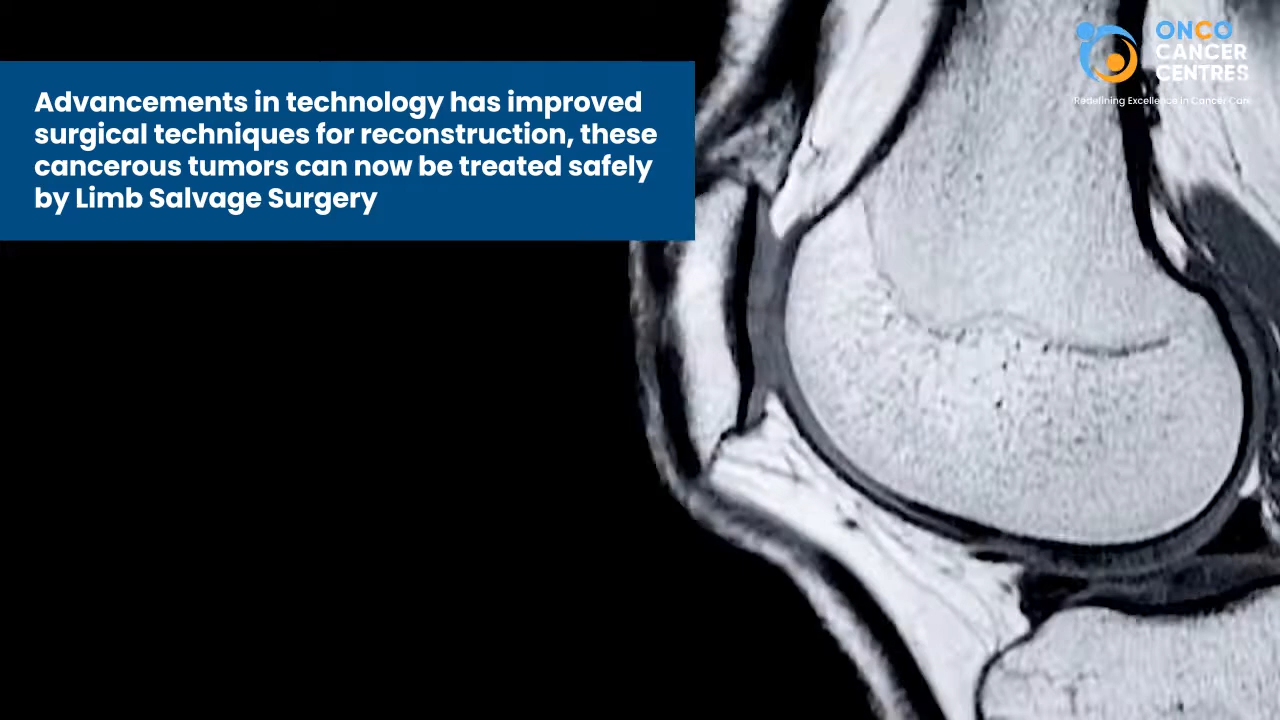 Advancements in technology has improved
surgical techniques for reconstruction, these
cancerous tumors can now be treated safely
by Limb Salvage Surgery
ONCO
CANCER
CENTRES
Redefining Excellence in Cancer Care